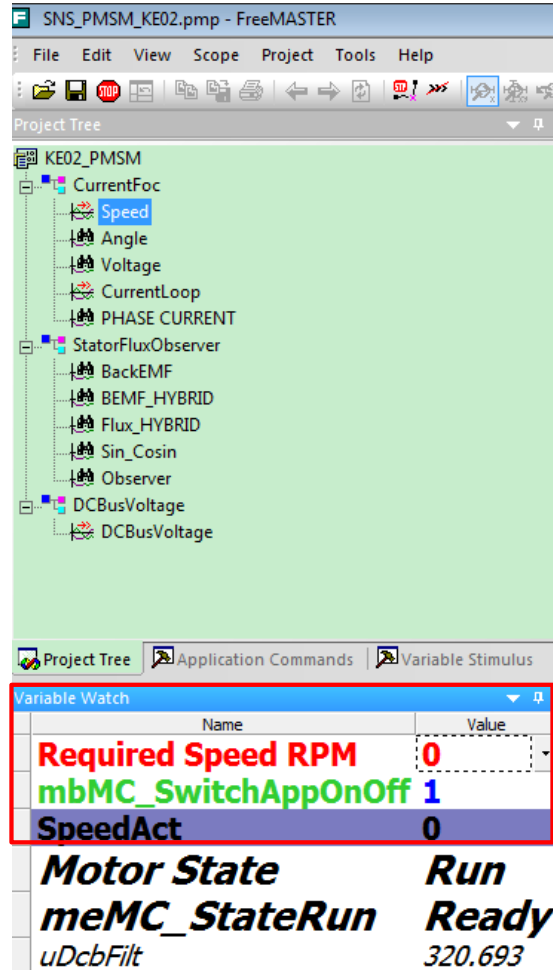 SNS_PMSM_KE02.pmp - FreeMASTER
File Edit View Scope Project Tools Help
STOP
Project Tree
KE02_PMSM
CurrentFoc
Speed
Angle
Voltage
CurrentLoop
PHASE CURRENT
StatorFluxObserver
BackEMF
BEMF_HYBRID
Flux_HYBRID
Sin_Cosin
Observer
DCBusVoltage
DCBusVoltage
Project Tree Application Commands Variable Stimulus
Variable Watch
Name Value
Required Speed RPM 0
mbMC_SwitchAppOnOff 1
SpeedAct 0
Motor State Run
meMC_StateRun Ready
uDcbFilt 320.693